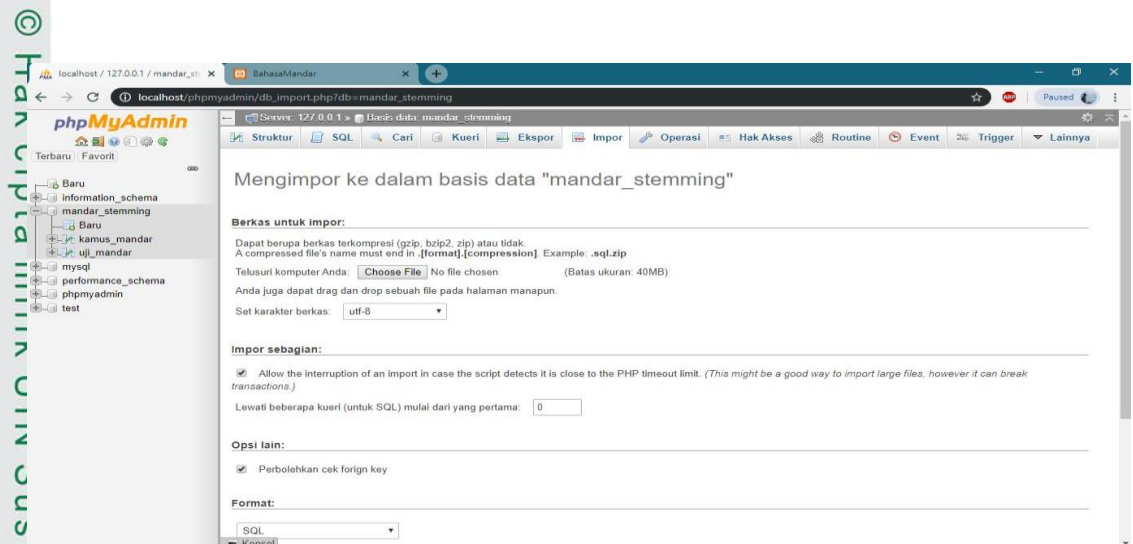 © Hak cipta milik UIN Sus
localhost / 127.0.0.1 / mandar_st
BahasaMandar
localhost/phpmyadmin/db_import.php?db=mandar_stemming
ABP
Paused
phpMyAdmin
Terbaru Favorit
Baru
information_schema
mandar_stemming
Baru
kamus_mandar
uji_mandar
mysql
performance_schema
phpmyadmin
test
Server: 127.0.0.1 » Basis data: mandar_stemming
Struktur SQL Cari Kueri Ekspor Impor Operasi Hak Akses Routine Event Trigger Lainnya
Mengimpor ke dalam basis data "mandar_stemming"
Berkas untuk impor:
Dapat berupa berkas terkompresi (gzip, bzip2, zip) atau tidak.
A compressed file's name must end in .[format].[compression]. Example: .sql.zip
Telusuri komputer Anda: Choose File No file chosen (Batas ukuran: 40MB)
Anda juga dapat drag dan drop sebuah file pada halaman manapun.
Set karakter berkas: utf-8
Impor sebagian:
Allow the interruption of an import in case the script detects it is close to the PHP timeout limit. (This might be a good way to import large files, however it can break
transactions.)
Lewati beberapa kueri (untuk SQL) mulai dari yang pertama: 0
Opsi lain:
Perbolehkan cek forign key
Format:
SQL
Konsol